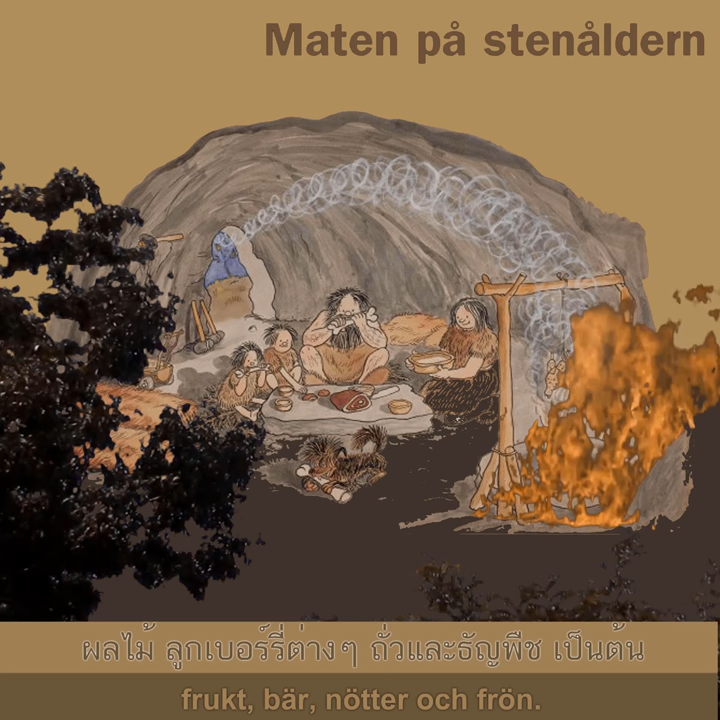 Maten på stenåldern
ผลไม้ ลูกเบอร์รี่ต่างๆ ถั่วและธัญพืช เป็นต้น
frukt, bär, nötter och frön.